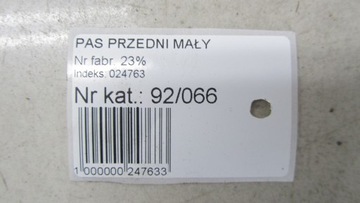 PAS PRZEDNI MAŁY
Nr fabr. 23%
Indeks: 024763
Nr kat.: 92/066
1 000000 247633